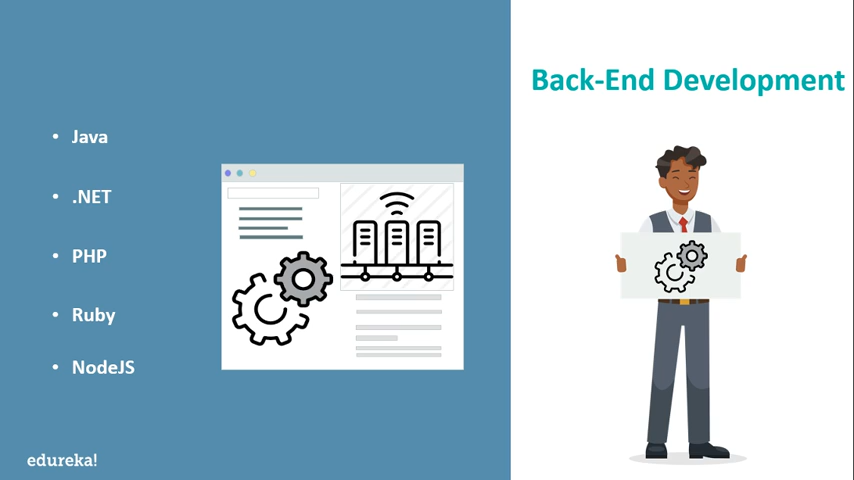 Back-End Development
• Java
• .NET
• PHP
• Ruby
• NodeJS
edureka!